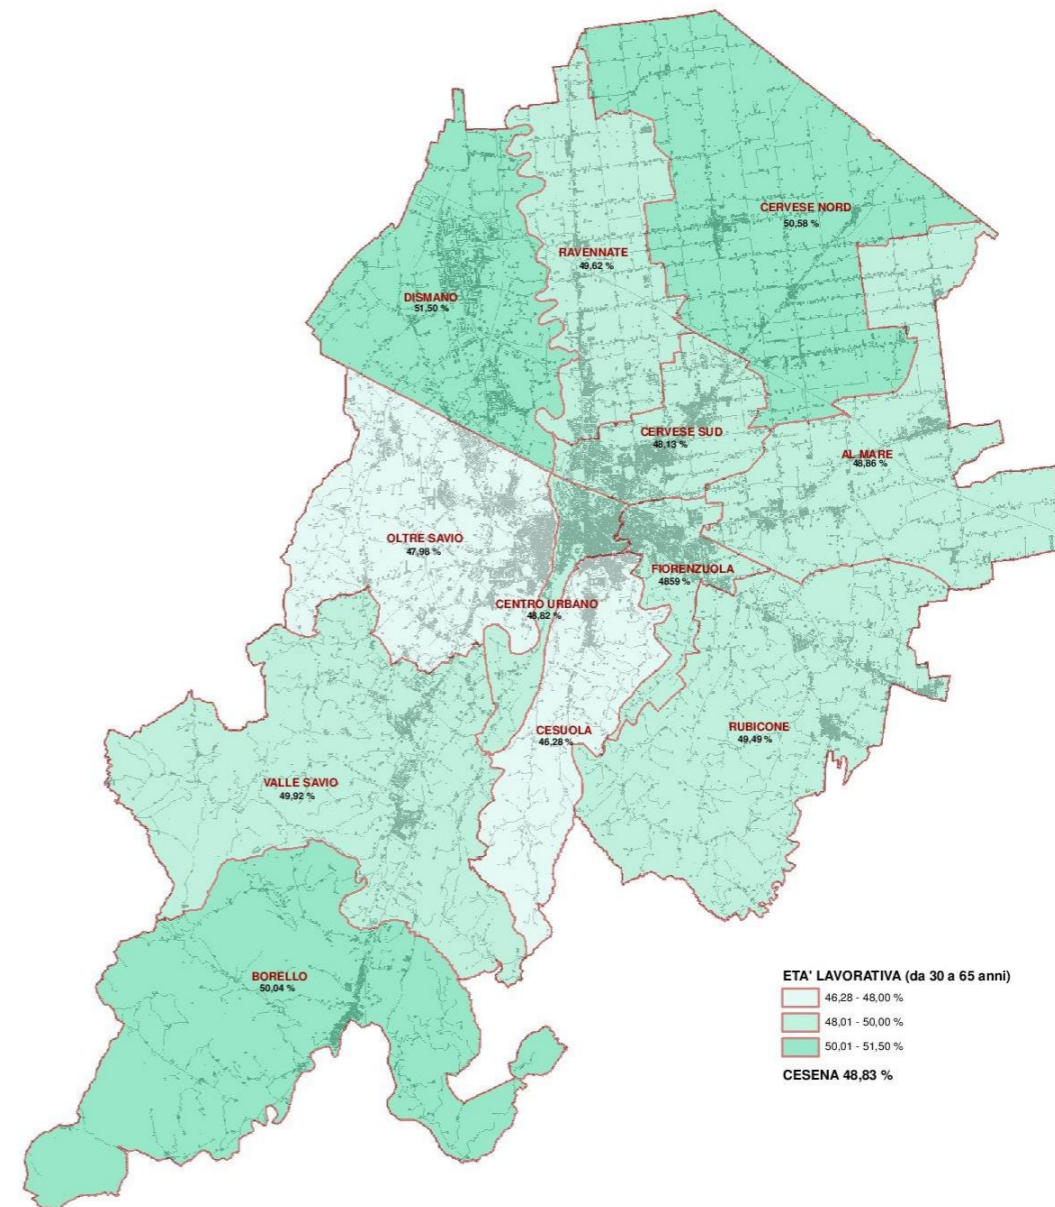 CERVESE NORD
50,58 %
RAVENNATE
49,62 %
DISMANO
51,50 %
CERVESE SUD
48,13 %
AL MARE
48,86 %
OLTRE SAVIO
47,98 %
FIORENZUOLA
4859 %
CENTRO URBANO
48,82 %
CESUOLA
46,28 %
RUBICONE
49,49 %
VALLE SAVIO
49,92 %
BORELLO
50,04 %
ETA' LAVORATIVA (da 30 a 65 anni)
46,28 - 48,00 %
48,01 - 50,00 %
50,01 - 51,50 %
CESENA 48,83 %